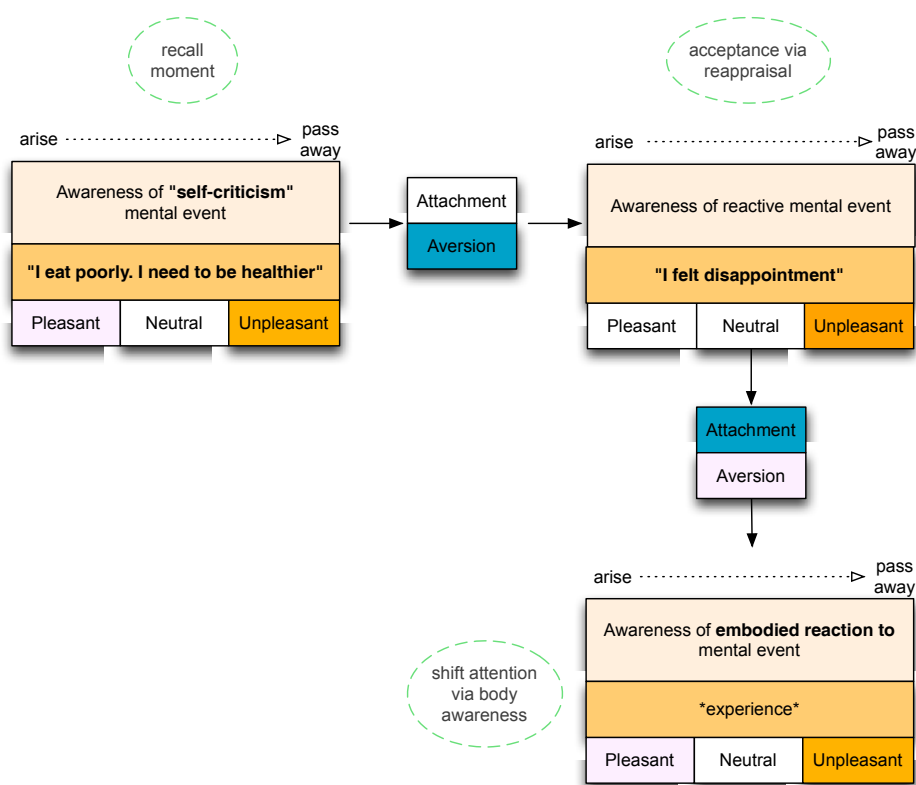 recall
moment
acceptance via
reappraisal
arise
pass
away
arise
pass
away
Awareness of "self-criticism"
mental event
Attachment
Aversion
Awareness of reactive mental event
"I eat poorly. I need to be healthier"
"I felt disappointment"
Pleasant Neutral Unpleasant
Pleasant Neutral Unpleasant
Attachment
Aversion
arise
pass
away
shift attention
via body
awareness
Awareness of embodied reaction to
mental event
*experience*
Pleasant Neutral Unpleasant